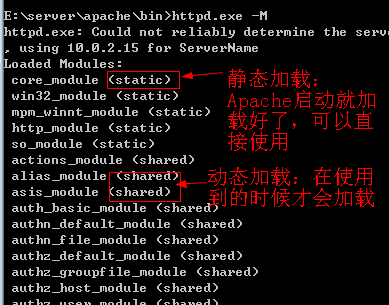 E:\server\apache\bin>httpd.exe -M
httpd.exe: Could not reliably determine the serve
, using 10.0.2.15 for ServerName
Loaded Modules:
core_module (static)
win32_module (static)
mpm_winnt_module (static)
http_module (static)
so_module (static)
actions_module (shared)
alias_module (shared)
asis_module (shared)
auth_basic_module (shared)
authn_default_module (shared)
authn_file_module (shared)
authz_default_module (shared)
authz_groupfile_module (shared)
authz_host_module (shared)
authz_user_module (shared)
静态加载:
Apache启动就加
载好了,可以直
接使用
动态加载:在使用
到的时候才会加载